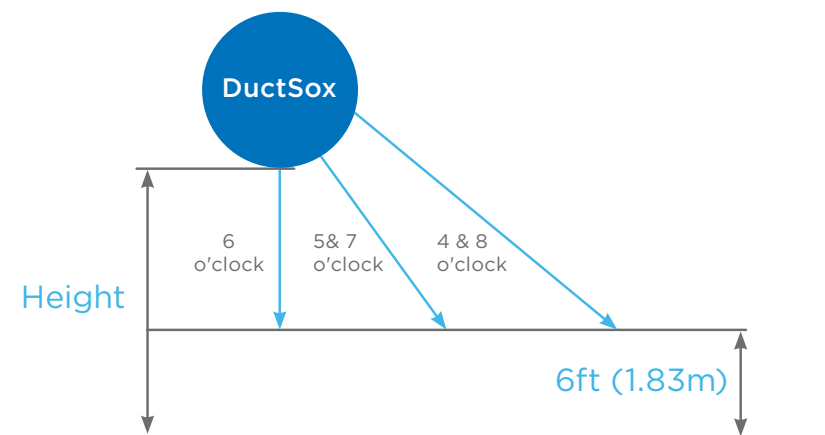 DuctSox
6
o'clock
5& 7
o'clock
4 & 8
o'clock
Height
6ft (1.83m)